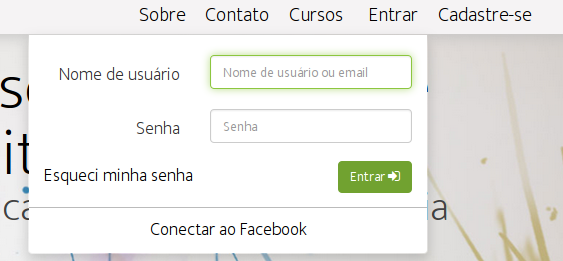 Sobre Contato Cursos Entrar Cadastre-se
Nome de usuário Nome de usuário ou email
Senha Senha
Esqueci minha senha Entrar
Conectar ao Facebook